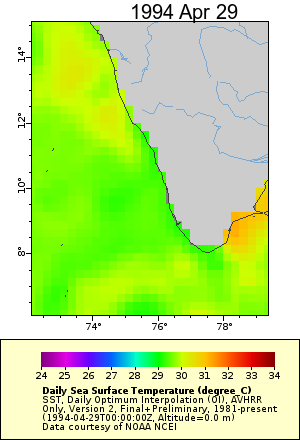 1994 Apr 29
14°
12°
10°
8°
74° 76° 78°
24 25 26 27 28 29 30 31 32 33 34
Daily Sea Surface Temperature (degree_C)
SST, Daily Optimum Interpolation (OI), AVHRR
Only, Version 2, Final+Preliminary, 1981-present
(1994-04-29T00:00:00Z, Altitude=0.0 m)
Data courtesy of NOAA NCEI